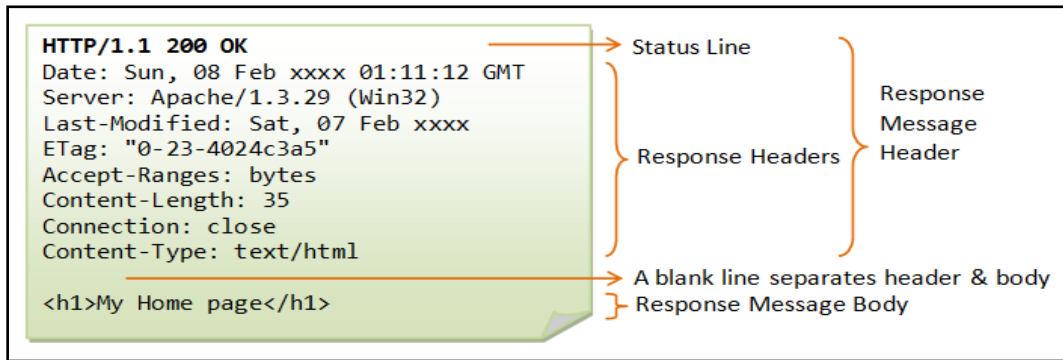 HTTP/1.1 200 OK
Date: Sun, 08 Feb xxxx 01:11:12 GMT
Server: Apache/1.3.29 (Win32)
Last-Modified: Sat, 07 Feb xxxx
ETag: "0-23-4024c3a5"
Accept-Ranges: bytes
Content-Length: 35
Connection: close
Content-Type: text/html
<h1>My Home page</h1>
Status Line
Response Headers
Response
Message
Header
A blank line separates header & body
Response Message Body